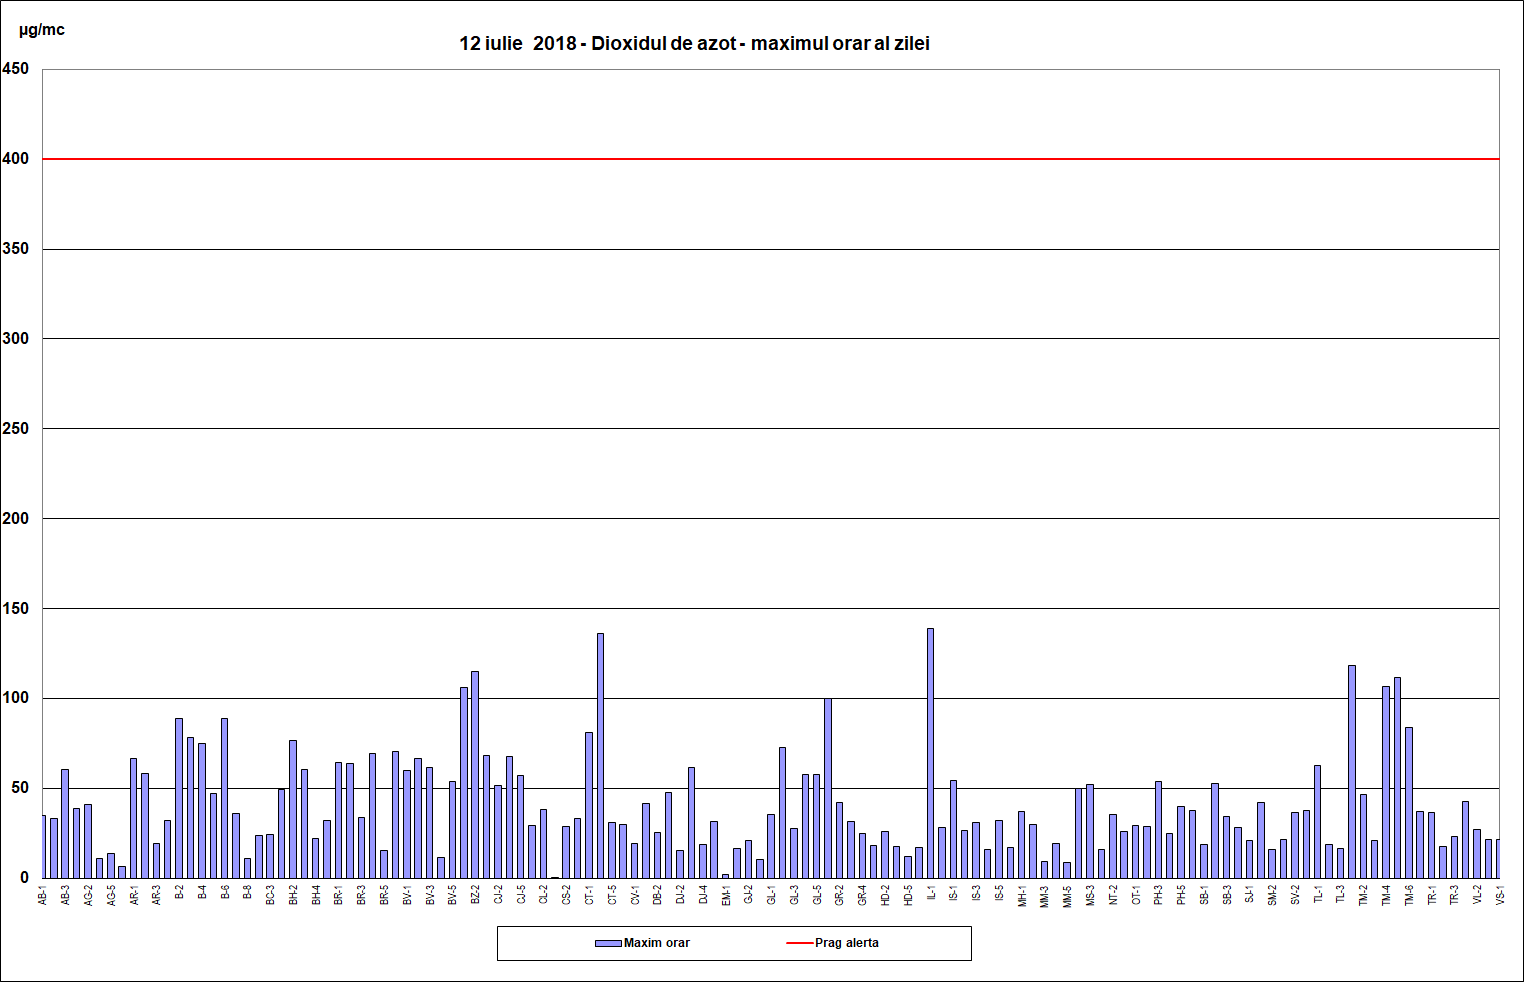 µg/mc
12 iulie  2018 - Dioxidul de azot - maximul orar al zilei
450
400
350
300
250
200
150
100
50
0
AB-1 AB-3 AG-2 AG-5 AR-1 AR-3 B-2 B-4 B-6 B-8 BC-3 BH-2 BH-4 BR-1 BR-3 BR-5 BV-1 BV-3 BV-5 BZ-2 CJ-2 CJ-5 CL-2 CS-2 CT-1 CT-5 CV-1 DB-2 DJ-2 DJ-4 EM-1 GJ-2 GL-1 GL-3 GL-5 GR-2 GR-4 HD-2 HD-5 IL-1 IS-1 IS-3 IS-5 MH-1 MM-3 MM-5 MS-3 NT-2 OT-1 PH-3 PH-5 SB-1 SB-3 SJ-1 SM-2 SV-2 TL-1 TL-3 TM-2 TM-4 TM-6 TR-1 TR-3 VL-2 VS-1
Maxim orar Prag alerta